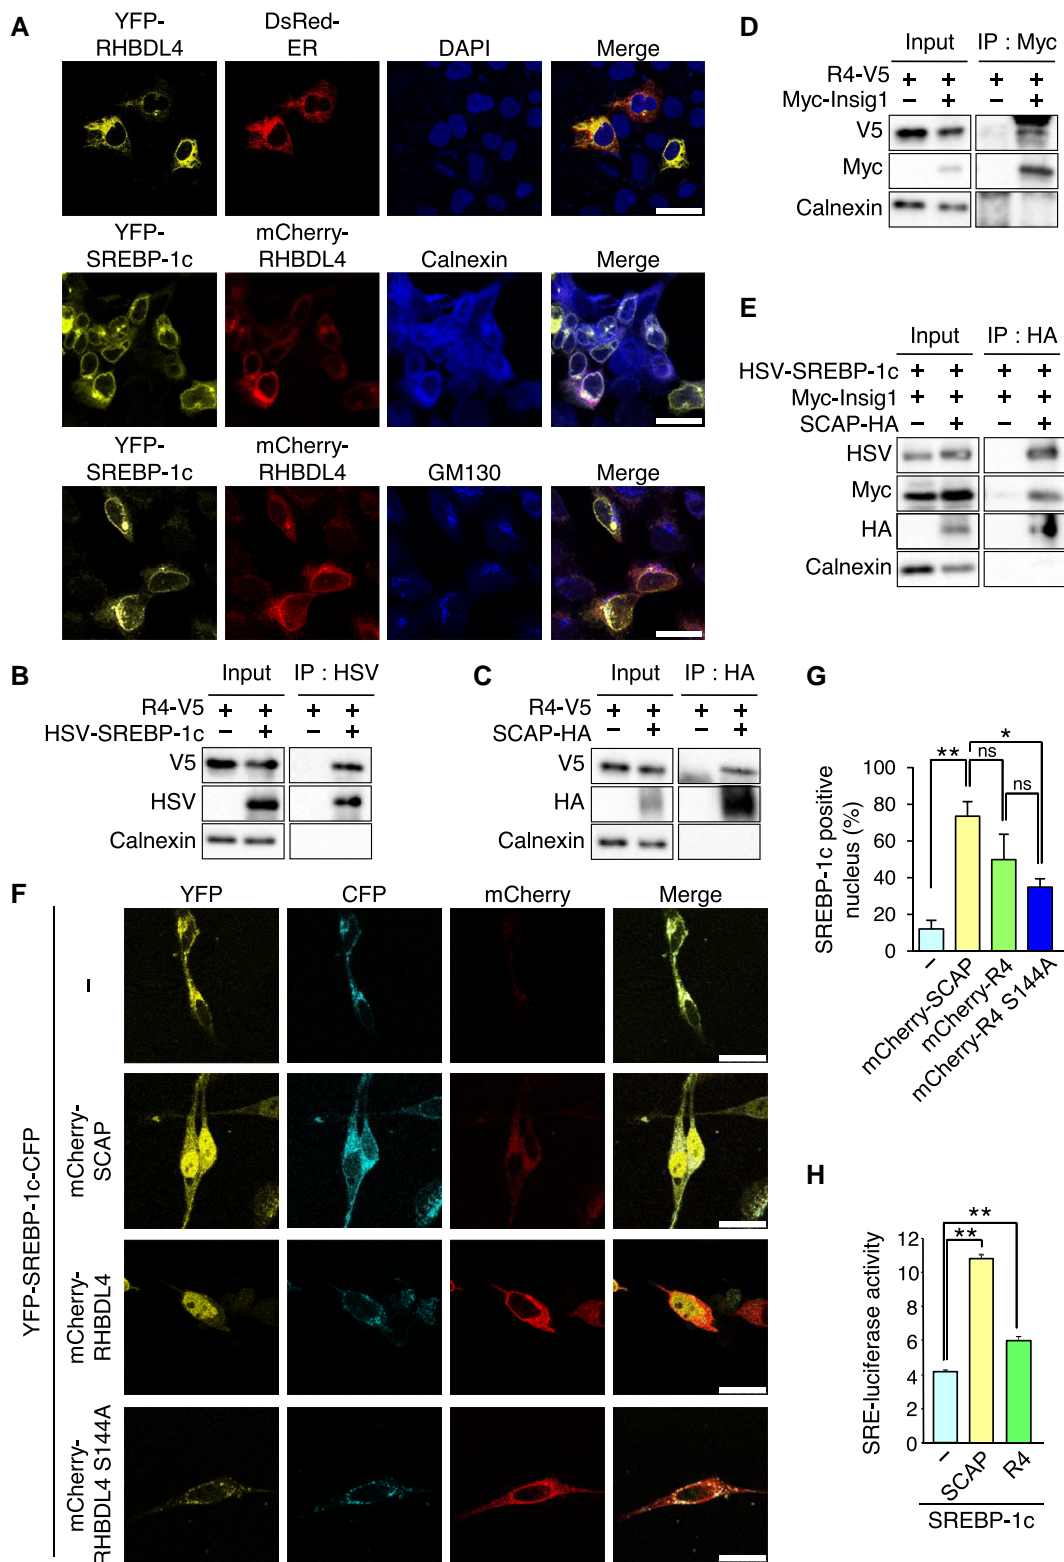 A
YFP-
RHBDL4
DsRed-
ER
DAPI
Merge
YFP-
SREBP-1c
mCherry-
RHBDL4
Calnexin
Merge
YFP-
SREBP-1c
mCherry-
RHBDL4
GM130
Merge
B
Input
IP : HSV
R4-V5 + + + +
HSV-SREBP-1c − + − +
V5
HSV
Calnexin
C
Input
IP : HA
R4-V5 + + + +
SCAP-HA − + − +
V5
HA
Calnexin
D
Input
IP : Myc
R4-V5 + + + +
Myc-Insig1 − + − +
V5
Myc
Calnexin
E
Input
IP : HA
HSV-SREBP-1c + + + +
Myc-Insig1 + + + +
SCAP-HA − + − +
HSV
Myc
HA
Calnexin
F
YFP
CFP
mCherry
Merge
YFP-SREBP-1c-CFP
−
mCherry-
SCAP
mCherry-
RHBDL4
mCherry-
RHBDL4 S144A
G
SREBP-1c positive
nucleus (%)
100
80
60
40
20
0
**
ns
*
ns
−
mCherry-SCAP
mCherry-R4
mCherry-R4 S144A
H
SRE-luciferase activity
12
10
8
6
4
2
0
**
**
−
SCAP
R4
SREBP-1c